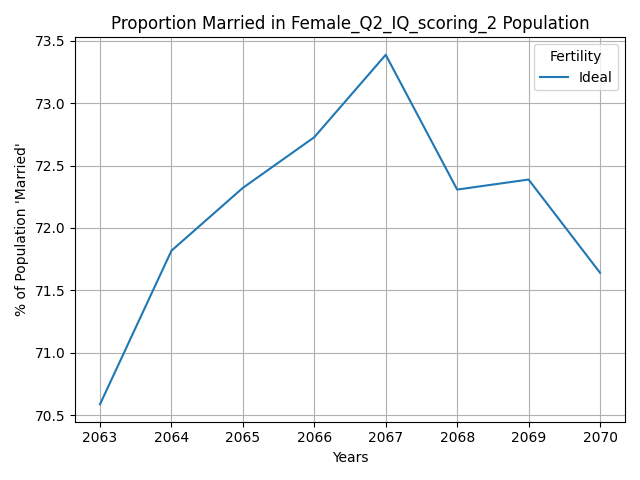 Proportion Married in Female_Q2_IQ_scoring_2 Population
Fertility
Ideal
% of Population 'Married'
73.5
73.0
72.5
72.0
71.5
71.0
70.5
2063 2064 2065 2066 2067 2068 2069 2070
Years